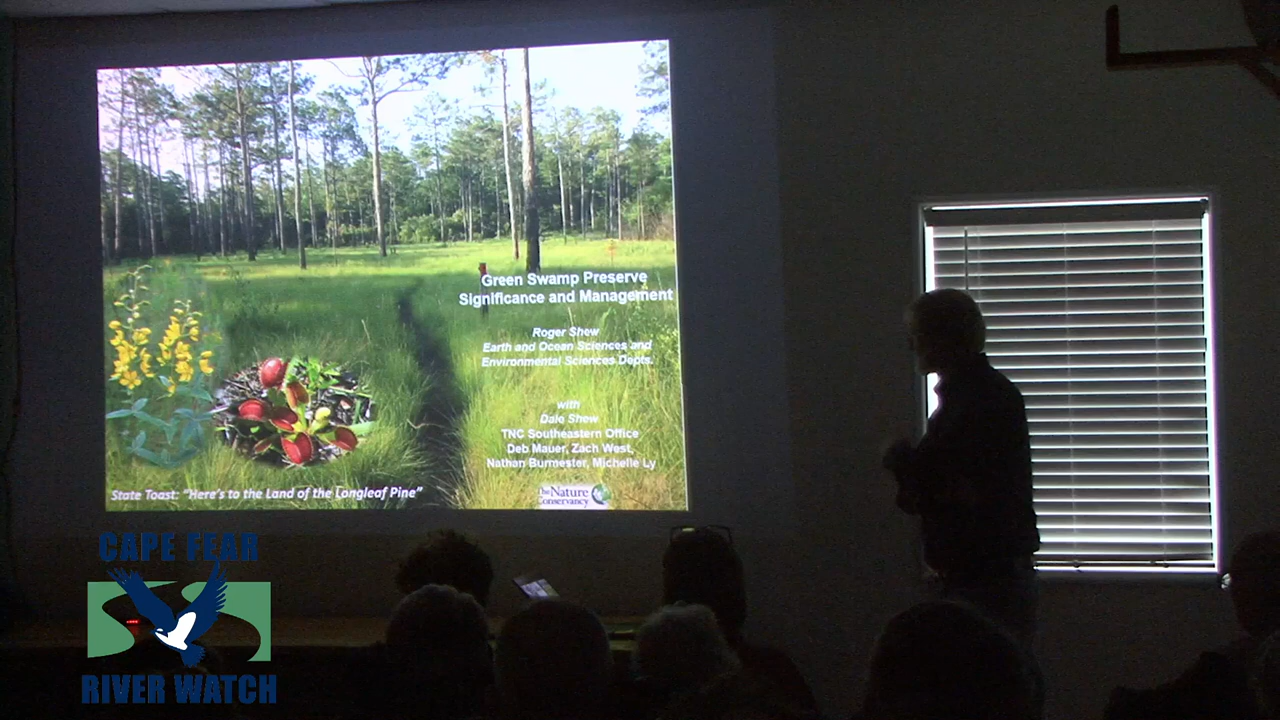 Green Swamp Preserve
Significance and Management
Roger Shew
Earth and Ocean Sciences and
Environmental Sciences Depts.
with
Dale Shew
TNC Southeastern Office
Deb Mauer, Zach West,
Nathan Burmester, Michelle Ly
The Nature
Conservancy
State Toast: "Here's to the Land of the Longleaf Pine"
CAPE FEAR
RIVER WATCH